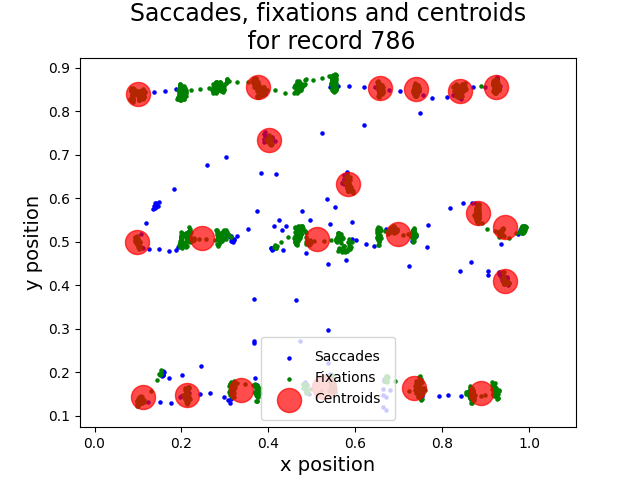 Saccades, fixations and centroids
for record 786
y position
0.9
0.8
0.7
0.6
0.5
0.4
0.3
0.2
0.1
Saccades
Fixations
Centroids
0.0 0.2 0.4 0.6 0.8 1.0
x position